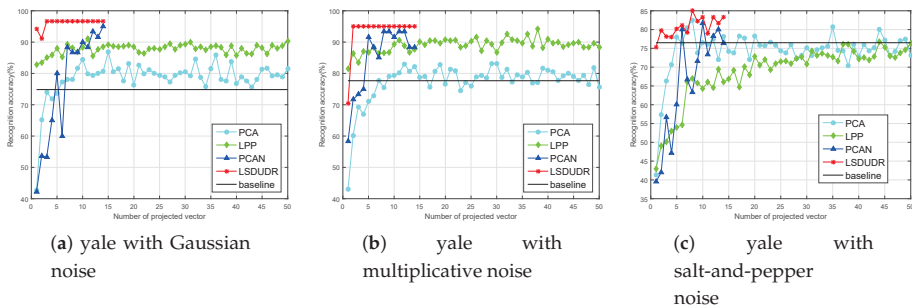 Recognition accuracy(%)
100
90
80
70
60
50
40
0 5 10 15 20 25 30 35 40 45 50
Number of projected vector
PCA
LPP
PCAN
LSDUDR
baseline
(a) yale with Gaussian
noise
Recognition accuracy(%)
100
90
80
70
60
50
40
0 5 10 15 20 25 30 35 40 45 50
Number of projected vector
PCA
LPP
PCAN
LSDUDR
baseline
(b) yale with
multiplicative noise
Recognition accuracy(%)
85
80
75
70
65
60
55
50
45
40
35
0 5 10 15 20 25 30 35 40 45 50
Number of projected vector
PCA
LPP
PCAN
LSDUDR
baseline
(c) yale with
salt-and-pepper
noise